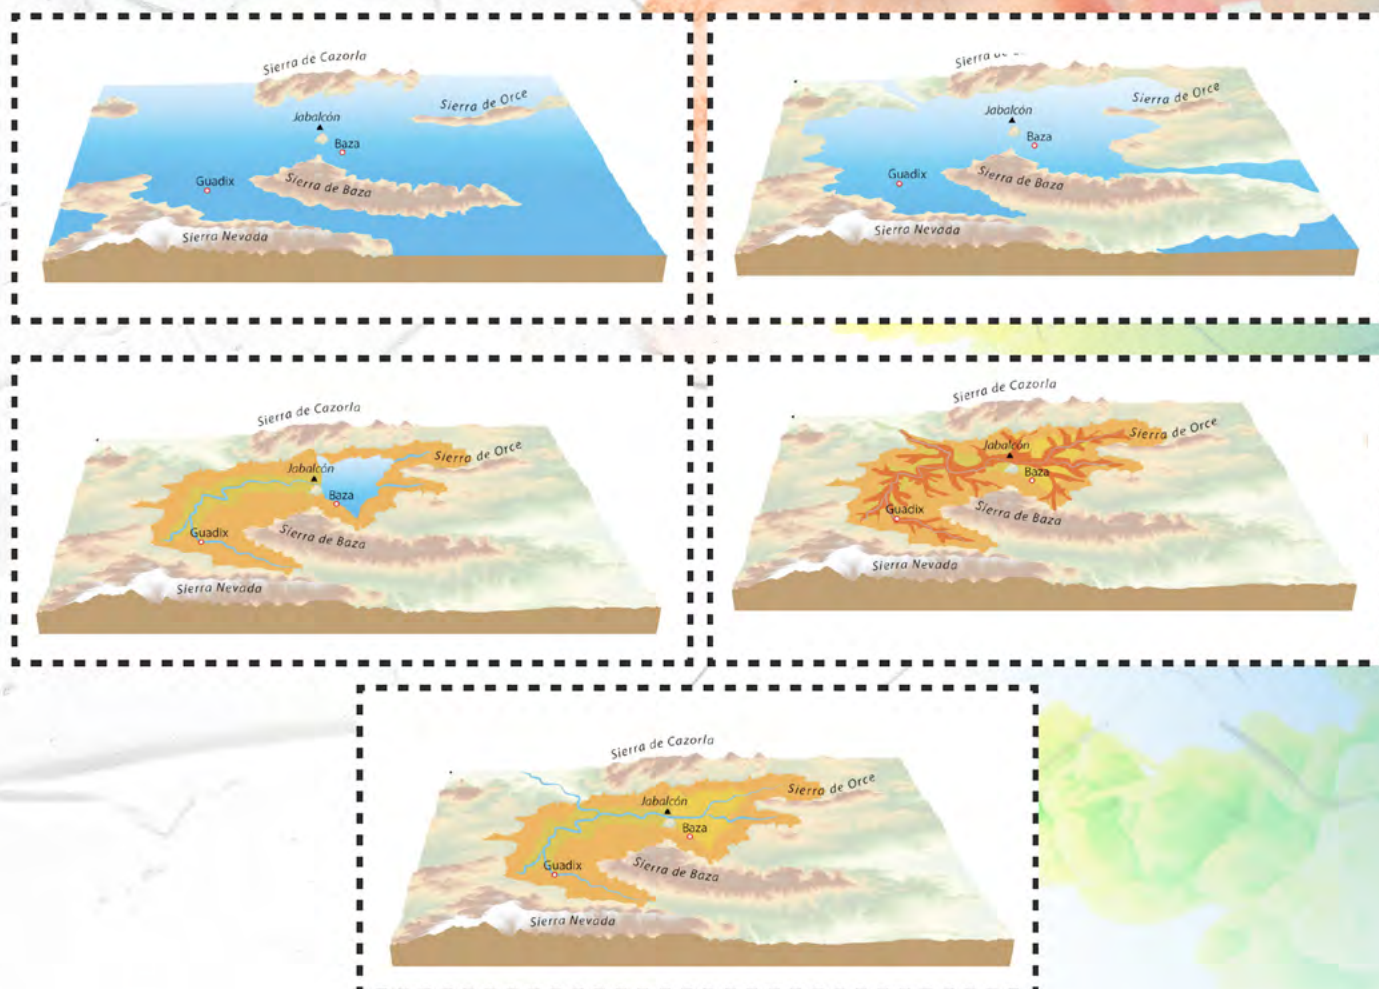 Sierra de Cazorla
Sierra de Orce
Jabalcón
Baza
Guadix
Sierra de Baza
Sierra Nevada
Sierra de
Sierra de Orce
Jabalcón
Baza
Guadix
Sierra de Baza
Sierra Nevada
Sierra de Cazorla
Sierra de Orce
Jabalcón
Baza
Guadix
Sierra de Baza
Sierra Nevada
Sierra de Cazorla
Sierra de Orce
Jabalcón
Baza
Guadix
Sierra de Baza
Sierra Nevada
Sierra de Cazorla
Sierra de Orce
Jabalcón
Baza
Guadix
Sierra de Baza
Sierra Nevada